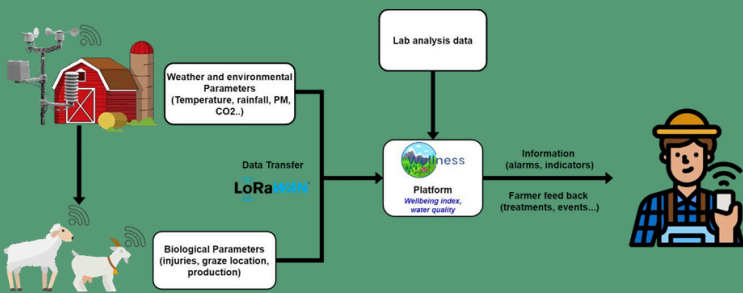 Lab analysis data
Weather and environmental
Parameters
(Temperature, rainfall, PM,
CO2..)
Data Transfer
LoRaWAN
Wellness
Platform
Wellbeing index,
water quality
Information
(alarms, indicators)
Farmer feed back
(treatments, events...)
Biological Parameters
(injuries, graze location,
production)